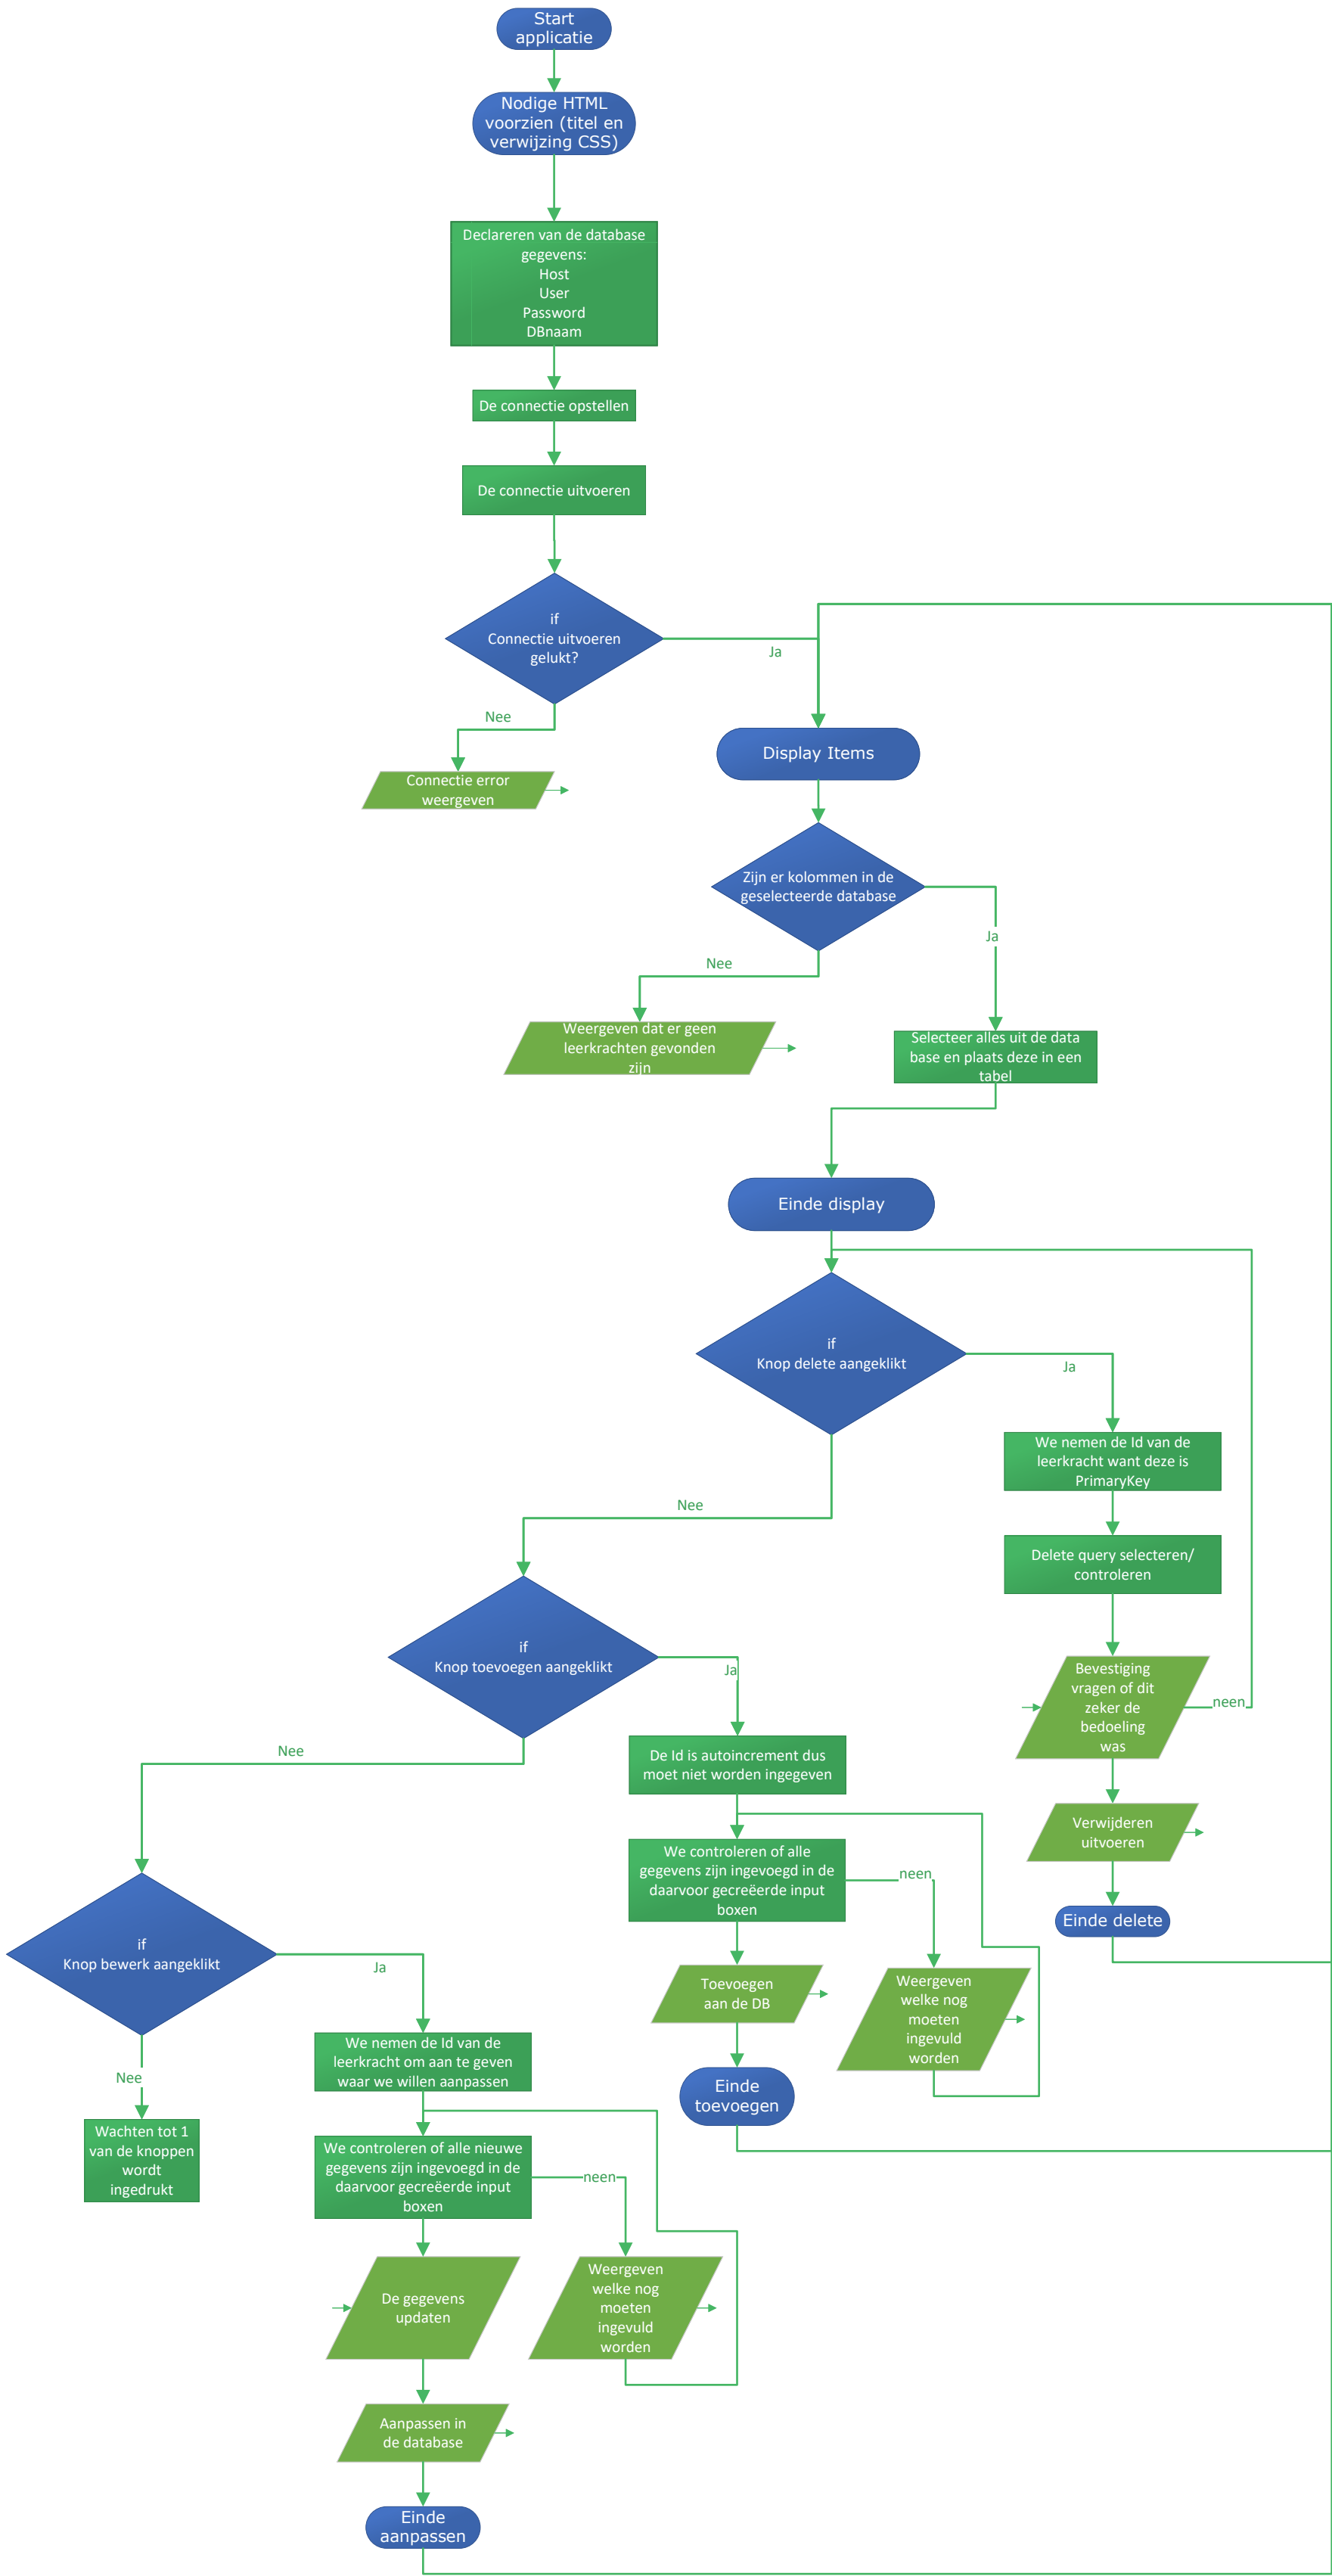 Start
applicatie
Nodige HTML
voorzien (titel en
verwijzing CSS)
Declareren van de database
gegevens:
Host
User
Password
DBnaam
De connectie opstellen
De connectie uitvoeren
if
Connectie uitvoeren
gelukt?
Ja
Nee
Connectie error
weergeven
Display Items
Zijn er kolommen in de
geselecteerde database
Ja
Nee
Weergeven dat er geen
leerkrachten gevonden
zijn
Selecteer alles uit de data
base en plaats deze in een
tabel
Einde display
if
Knop delete aangeklikt
Ja
Nee
We nemen de Id van de
leerkracht want deze is
PrimaryKey
Delete query selecteren/
controleren
Bevestiging
vragen of dit
zeker de
bedoeling
was
neen
Verwijderen
uitvoeren
Einde delete
if
Knop toevoegen aangeklikt
Ja
Nee
De Id is autoincrement dus
moet niet worden ingegeven
We controleren of alle
gegevens zijn ingevoegd in de
daarvoor gecreëerde input
boxen
neen
Toevoegen
aan de DB
Weergeven
welke nog
moeten
ingevuld
worden
Einde
toevoegen
if
Knop bewerk aangeklikt
Ja
Nee
Wachten tot 1
van de knoppen
wordt
ingedrukt
We nemen de Id van de
leerkracht om aan te geven
waar we willen aanpassen
We controleren of alle nieuwe
gegevens zijn ingevoegd in de
daarvoor gecreëerde input
boxen
neen
De gegevens
updaten
Weergeven
welke nog
moeten
ingevuld
worden
Aanpassen in
de database
Einde
aanpassen